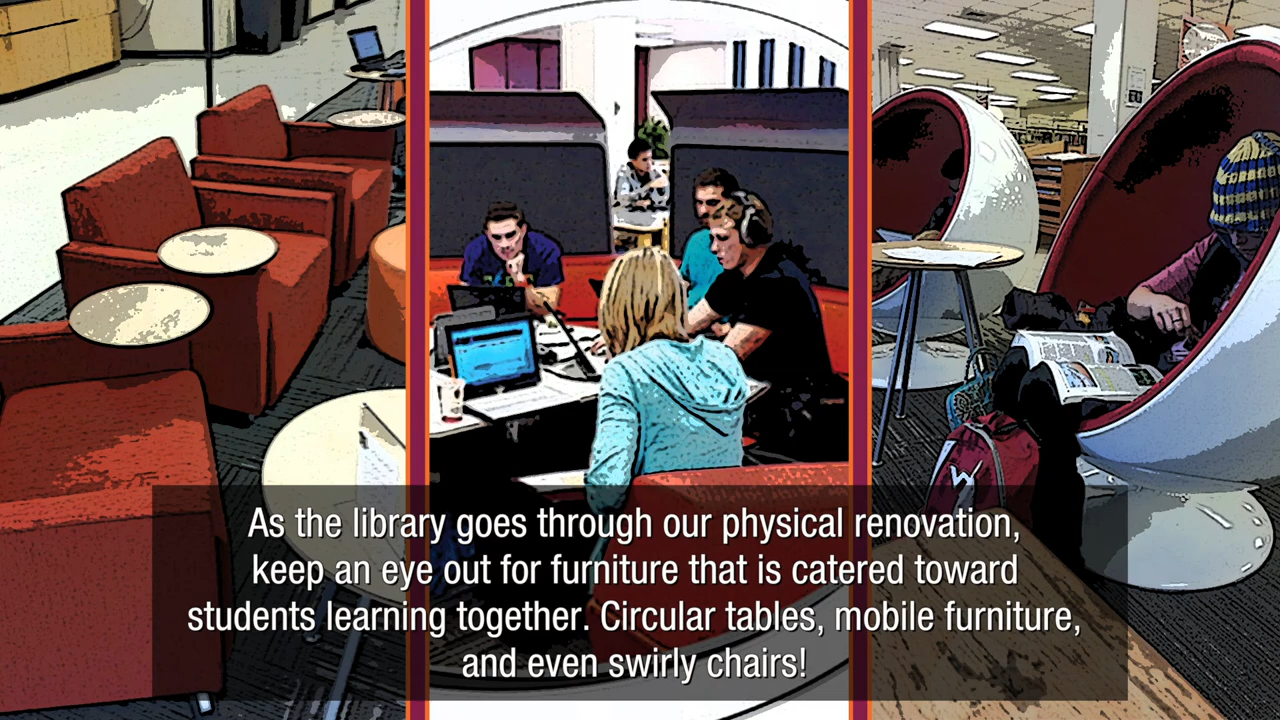 As the library goes through our physical renovation,
keep an eye out for furniture that is catered toward
students learning together. Circular tables, mobile furniture,
and even swirly chairs!